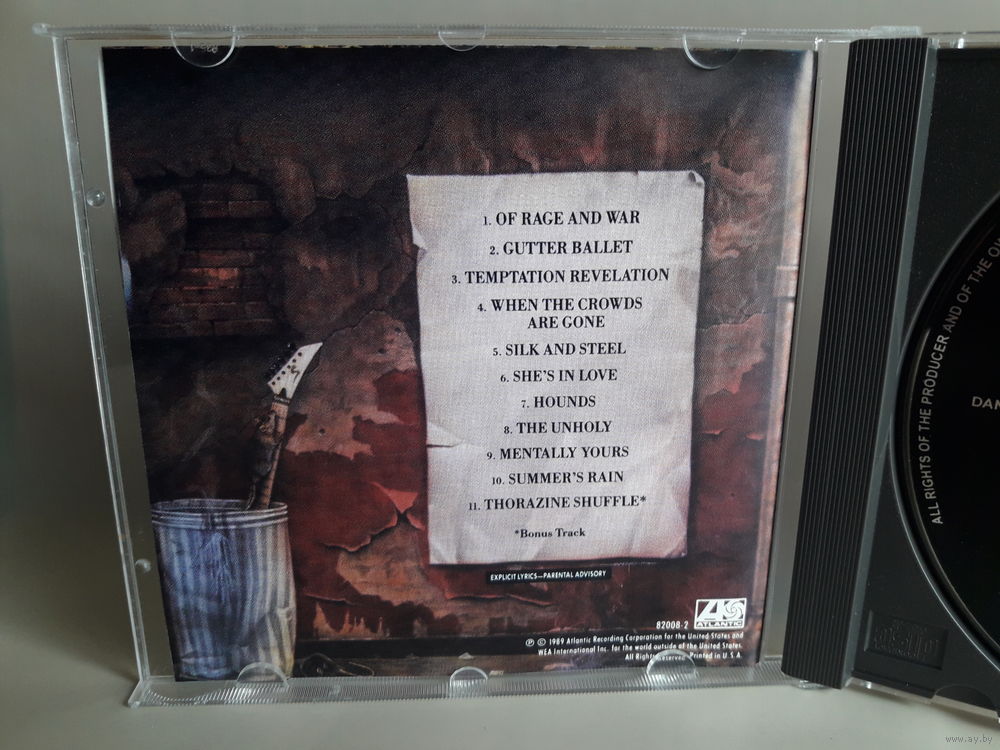 1. OF RAGE AND WAR
2. GUTTER BALLET
3. TEMPTATION REVELATION
4. WHEN THE CROWDS
ARE GONE
5. SILK AND STEEL
6. SHE'S IN LOVE
7. HOUNDS
8. THE UNHOLY
9. MENTALLY YOURS
10. SUMMER'S RAIN
11. THORAZINE SHUFFLE*
*Bonus Track
EXPLICIT LYRICS—PARENTAL ADVISORY
82008-2
ATLANTIC
℗ © 1989 Atlantic Recording Corporation for the United States and
WEA International Inc. for the world outside of the United States.
All Rights Reserved. Printed in U.S.A.
ALL RIGHTS OF THE PRODUCER AND OF THE O
DAN
www.ay.by